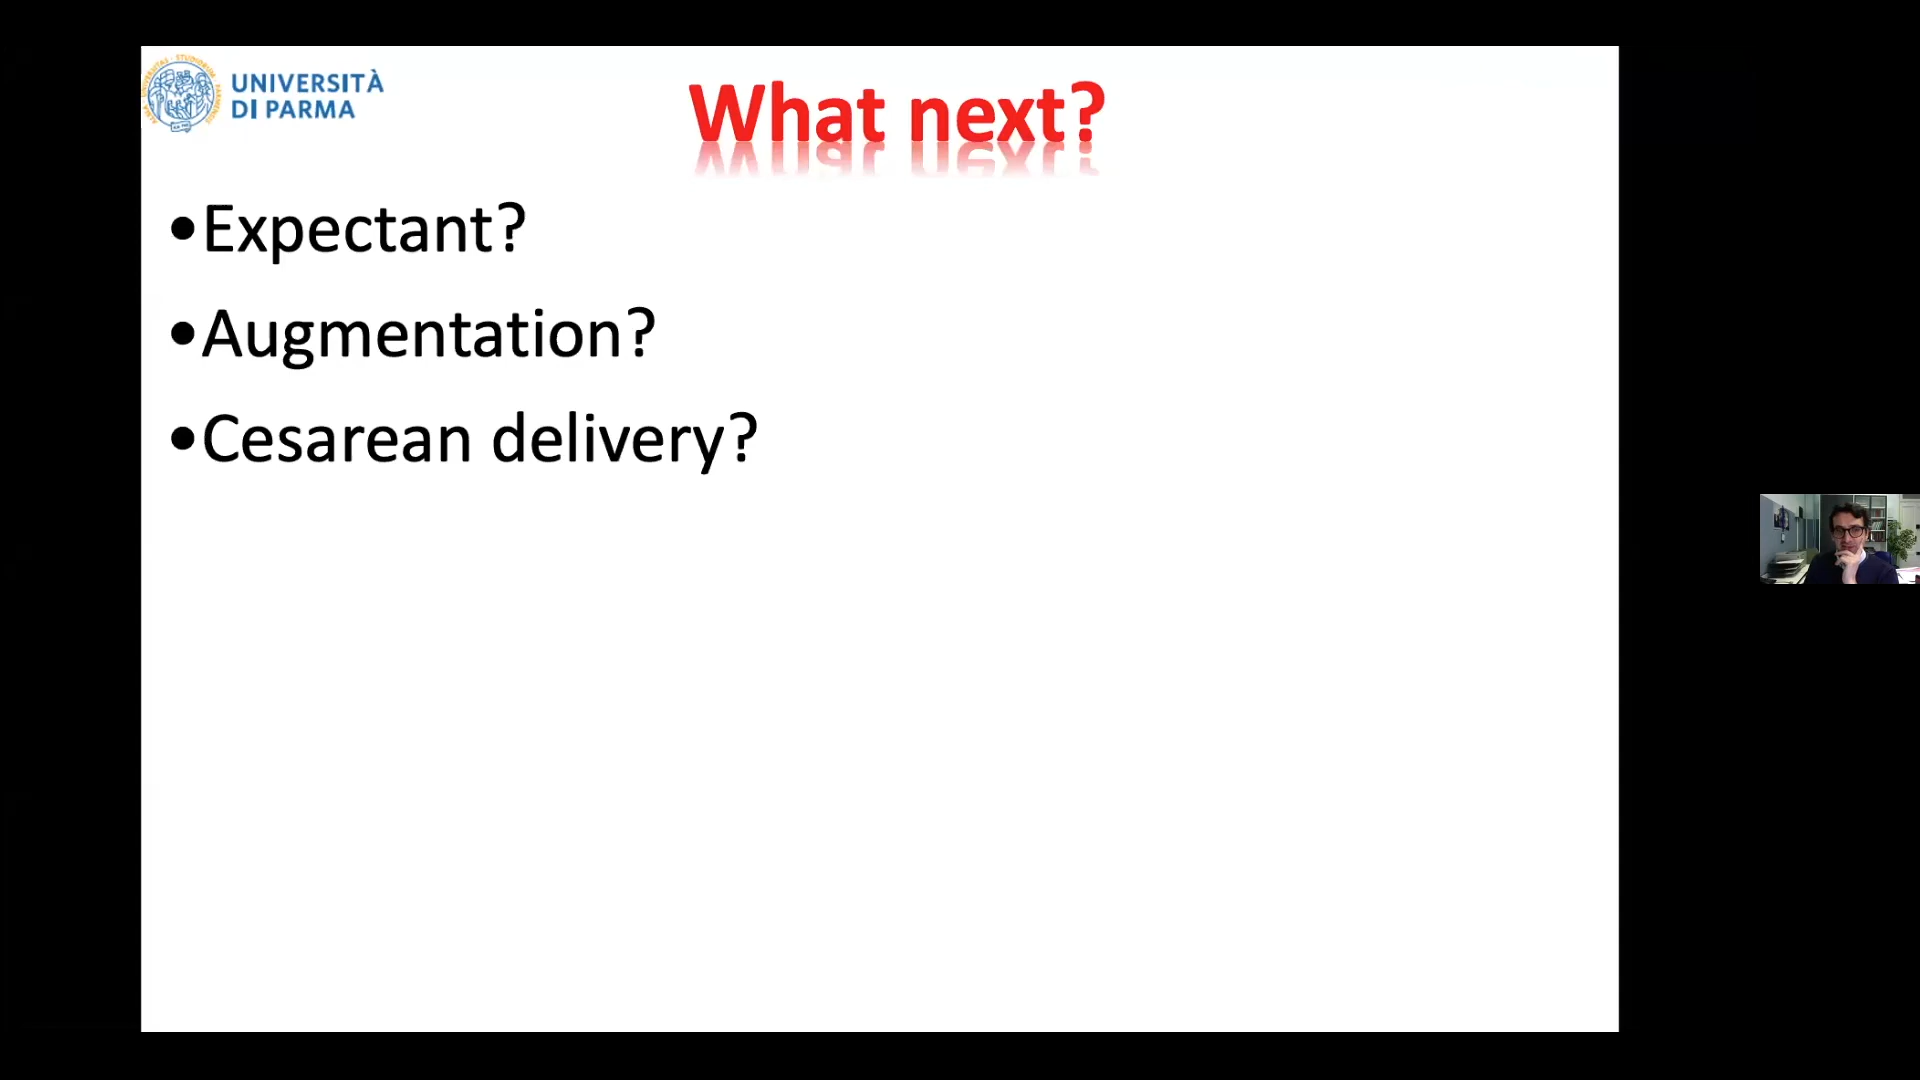 UNIVERSITÀ
DI PARMA
What next?
•Expectant?
•Augmentation?
•Cesarean delivery?